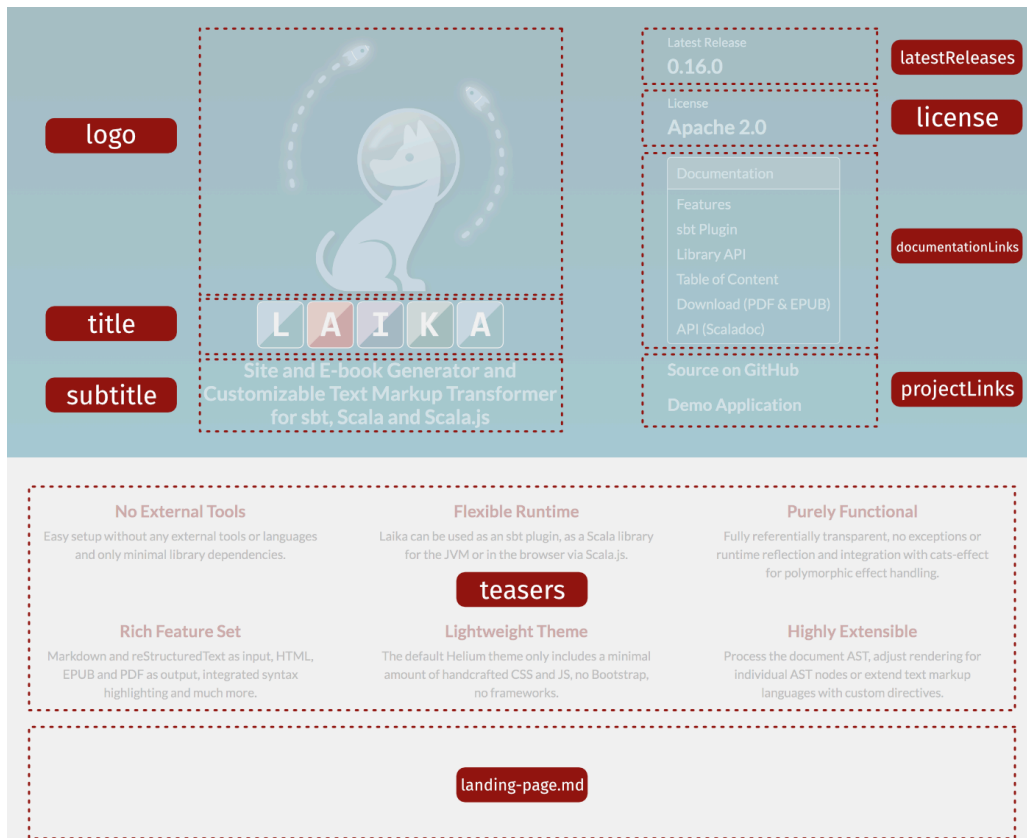 logo
title
subtitle
L A I K A
Site and E-book Generator and
Customizable Text Markup Transformer
for sbt, Scala and Scala.js
Latest Release
0.16.0
License
Apache 2.0
Documentation
Features
sbt Plugin
Library API
Table of Content
Download (PDF & EPUB)
API (Scaladoc)
Source on GitHub
Demo Application
latestReleases
license
documentationLinks
projectLinks
No External Tools
Easy setup without any external tools or languages
and only minimal library dependencies.
Flexible Runtime
Laika can be used as an sbt plugin, as a Scala library
for the JVM or in the browser via Scala.js.
Purely Functional
Fully referentially transparent, no exceptions or
runtime reflection and integration with cats-effect
for polymorphic effect handling.
teasers
Rich Feature Set
Markdown and reStructuredText as input, HTML,
EPUB and PDF as output, integrated syntax
highlighting and much more.
Lightweight Theme
The default Helium theme only includes a minimal
amount of handcrafted CSS and JS, no Bootstrap,
no frameworks.
Highly Extensible
Process the document AST, adjust rendering for
individual AST nodes or extend text markup
languages with custom directives.
landing-page.md